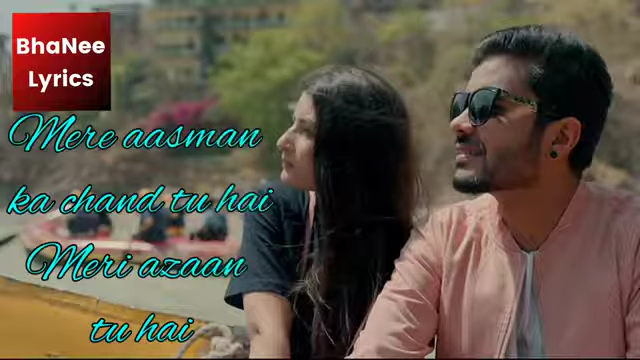 BhaNee
Lyrics
Mere aasman
ka chand tu hai
Meri azaan
tu hai